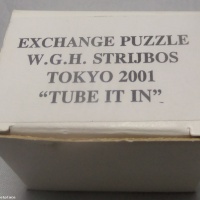 EXCHANGE PUZZLE
W.G.H. STRIJBOS
TOKYO 2001
“TUBE IT IN”